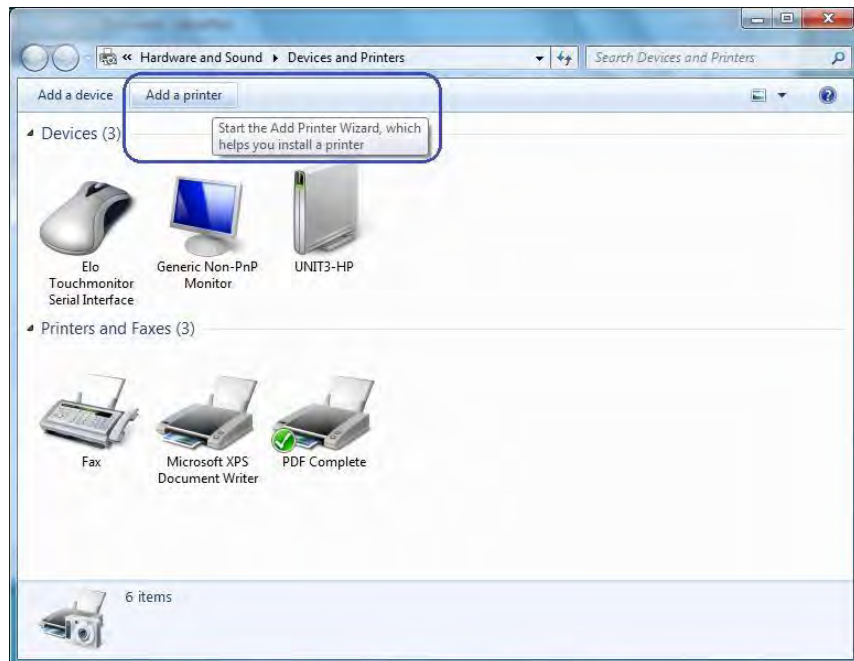 « Hardware and Sound ▸ Devices and Printers
Search Devices and Printers
Add a device
Add a printer
Start the Add Printer Wizard, which
helps you install a printer
Devices (3)
Elo
Touchmonitor
Serial Interface
Generic Non-PnP
Monitor
UNIT3-HP
Printers and Faxes (3)
Fax
Microsoft XPS
Document Writer
PDF Complete
6 items